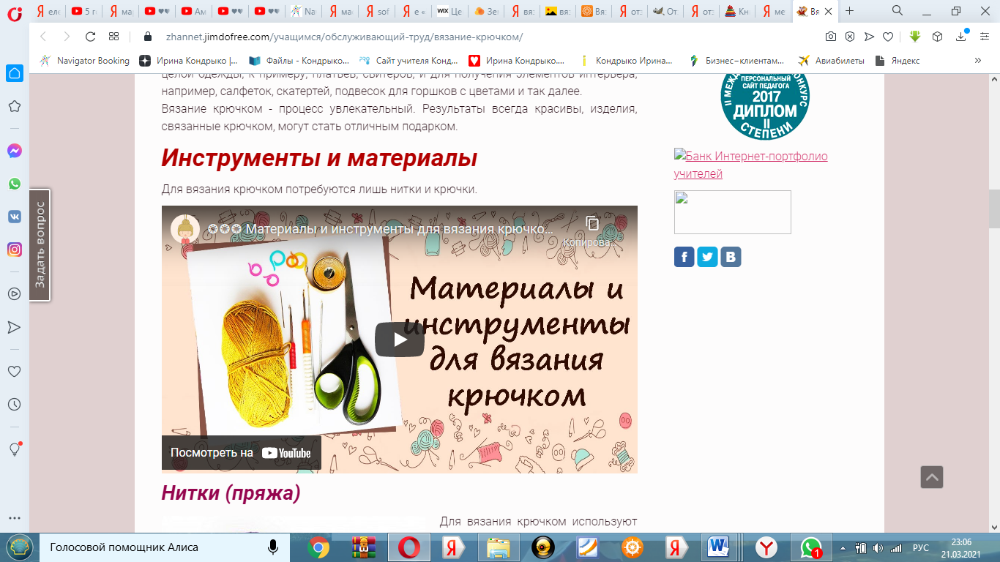 еле
5 г
ма
♥♥
Ам
♥♥
♥♥
Na
ма
sof
е «
WIX Це
Зе
вя
вя
Вя
от
От
от
Кн
ме
Вя
zhannet.jimdofree.com/учащимся/обслуживающий-труд/вязание-крючком/
Navigator Booking
Ирина Кондрыко |...
Файлы - Кондрыко...
Сайт учителя Конд...
Ирина Кондрыко....
Кондрыко Ирина...
Бизнес–клиентам...
Авиабилеты
Яндекс
»
целой одежды, к примеру, платьев, свитеров, и для получения элементов интерьера,
например, салфеток, скатертей, подвесок для горшков с цветами и так далее.
Вязание крючком - процесс увлекательный. Результаты всегда красивы, изделия,
связанные крючком, могут стать отличным подарком.
ПЕРСОНАЛЬНЫЙ
САЙТ ПЕДАГОГА
2017
ДИПЛОМ
II
СТЕПЕНИ
Инструменты и материалы
Банк Интернет-портфолио
учителей
Для вязания крючком потребуются лишь нитки и крючки.
Задать вопрос
✪✪✪ Материалы и инструменты для вязания крючко...
Копирова...
Материалы и
инструменты
для вязания
крючком
Посмотреть на YouTube
Нитки (пряжа)
Для вязания крючком используют
Голосовой помощник Алиса
1
РУС
23:06
21.03.2021